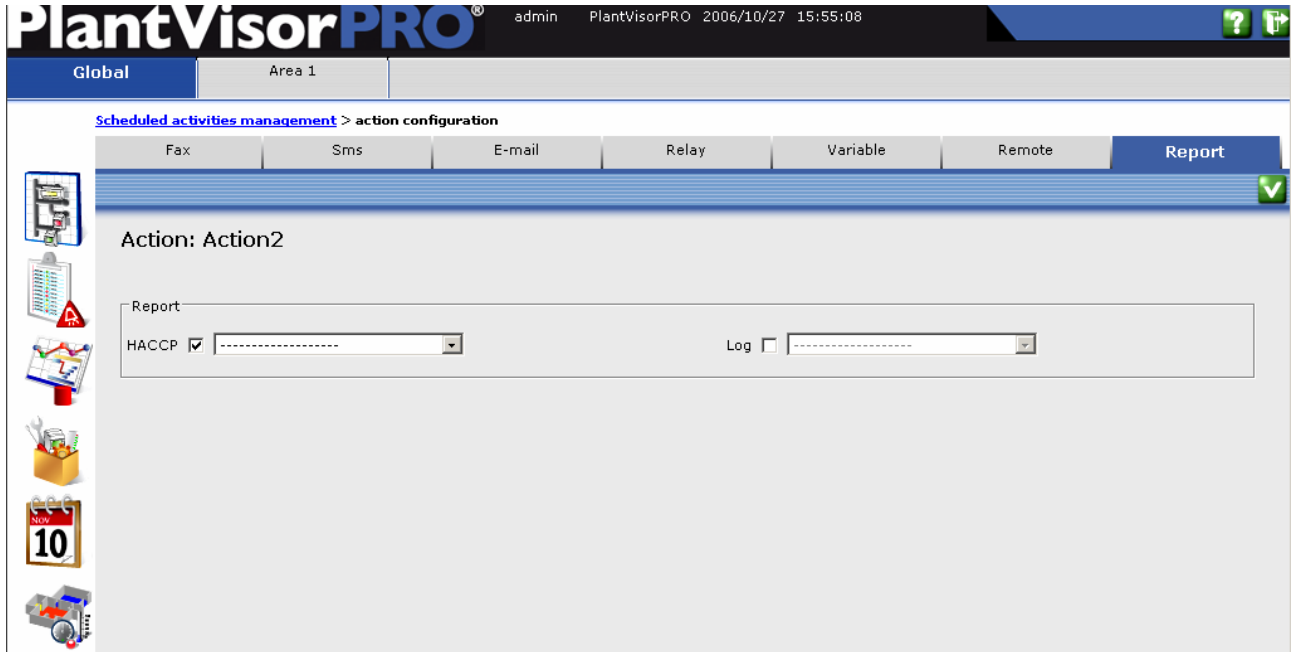 PlantVisorPRO® admin PlantVisorPRO 2006/10/27 15:55:08 ?
Global Area 1
Scheduled activities management > action configuration
Fax Sms E-mail Relay Variable Remote Report
Action: Action2
Report
HACCP ------------------- Log -------------------
NOV
10